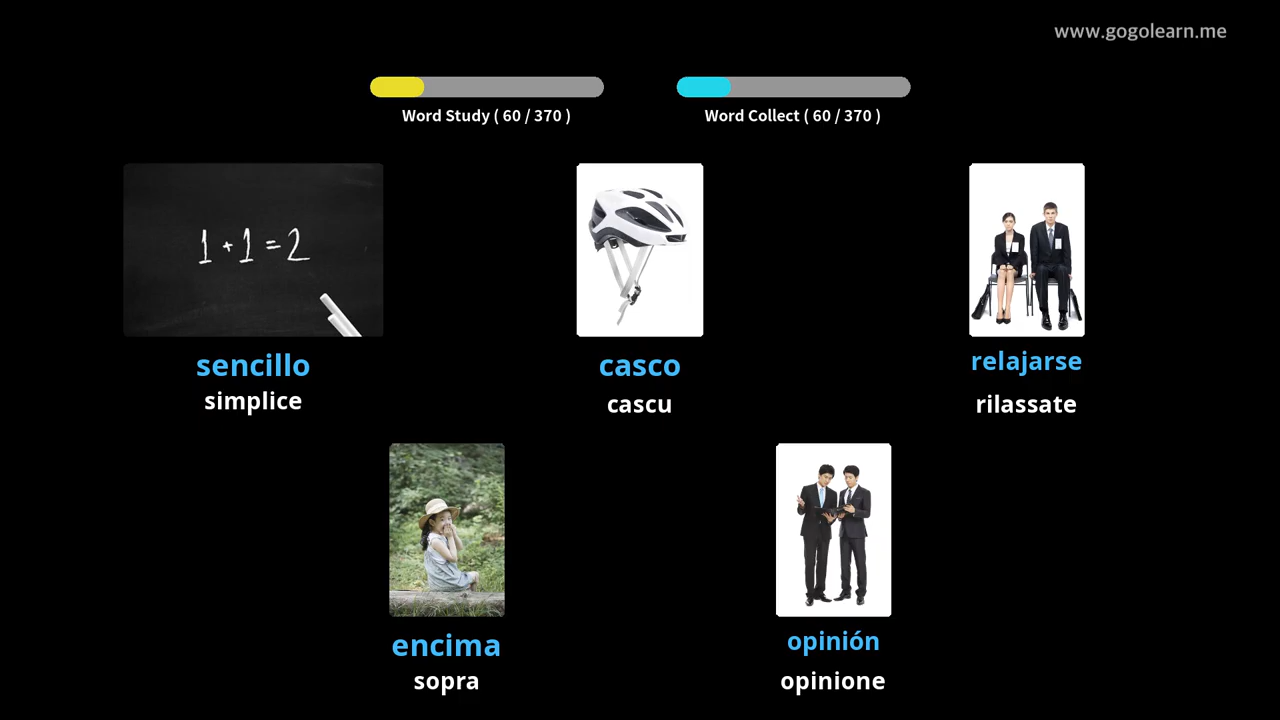 www.gogolearn.me
Word Study ( 60 / 370 )
Word Collect ( 60 / 370 )
1 + 1 = 2
sencillo
simplice
casco
cascu
relajarse
rilassate
encima
sopra
opinión
opinione